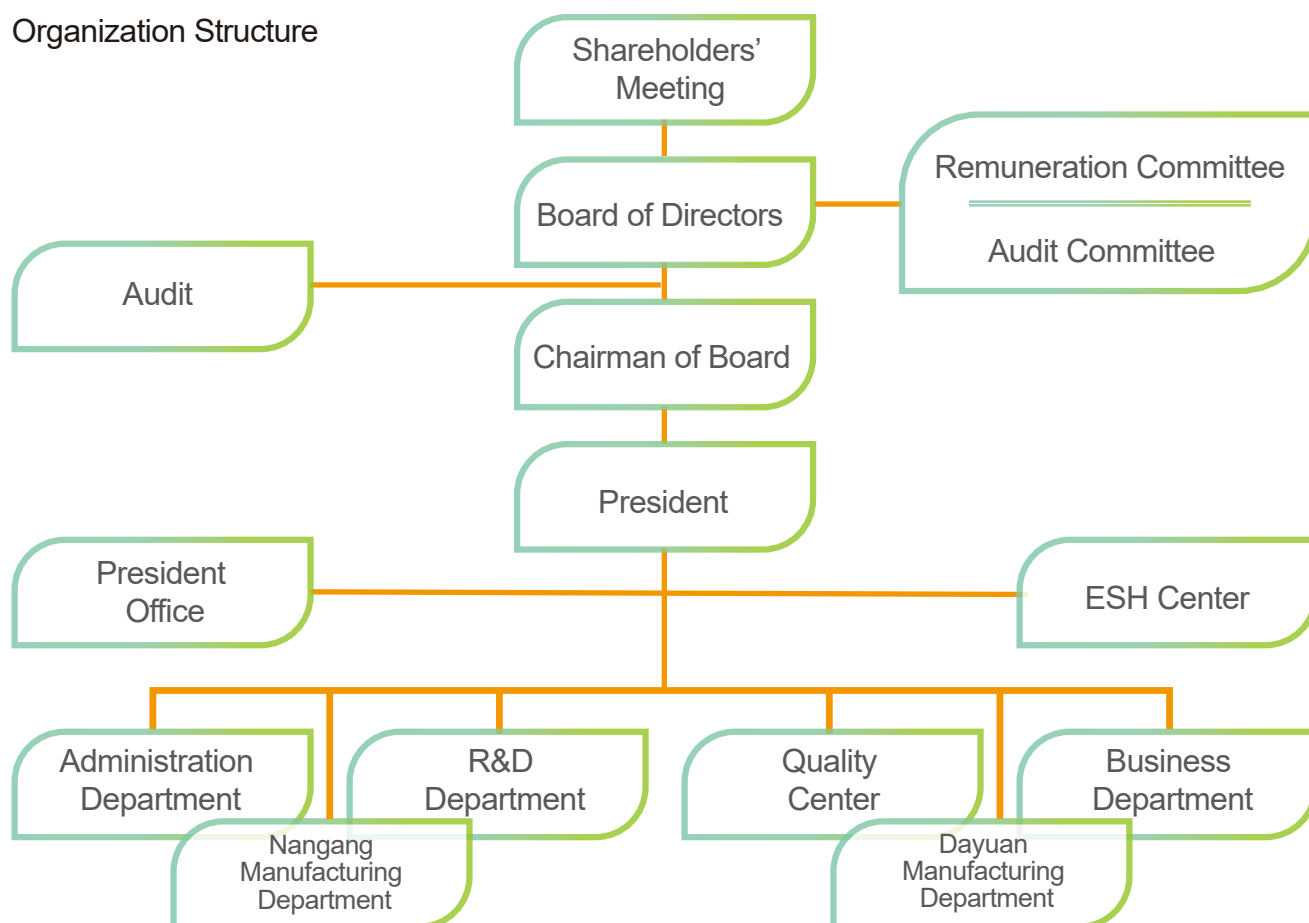 Organization Structure
Shareholders’
Meeting
Remuneration Committee
Board of Directors
Audit Committee
Audit
Chairman of Board
President
President
Office
ESH Center
Administration
Department
R&D
Department
Quality
Center
Business
Department
Nangang
Manufacturing
Department
Dayuan
Manufacturing
Department